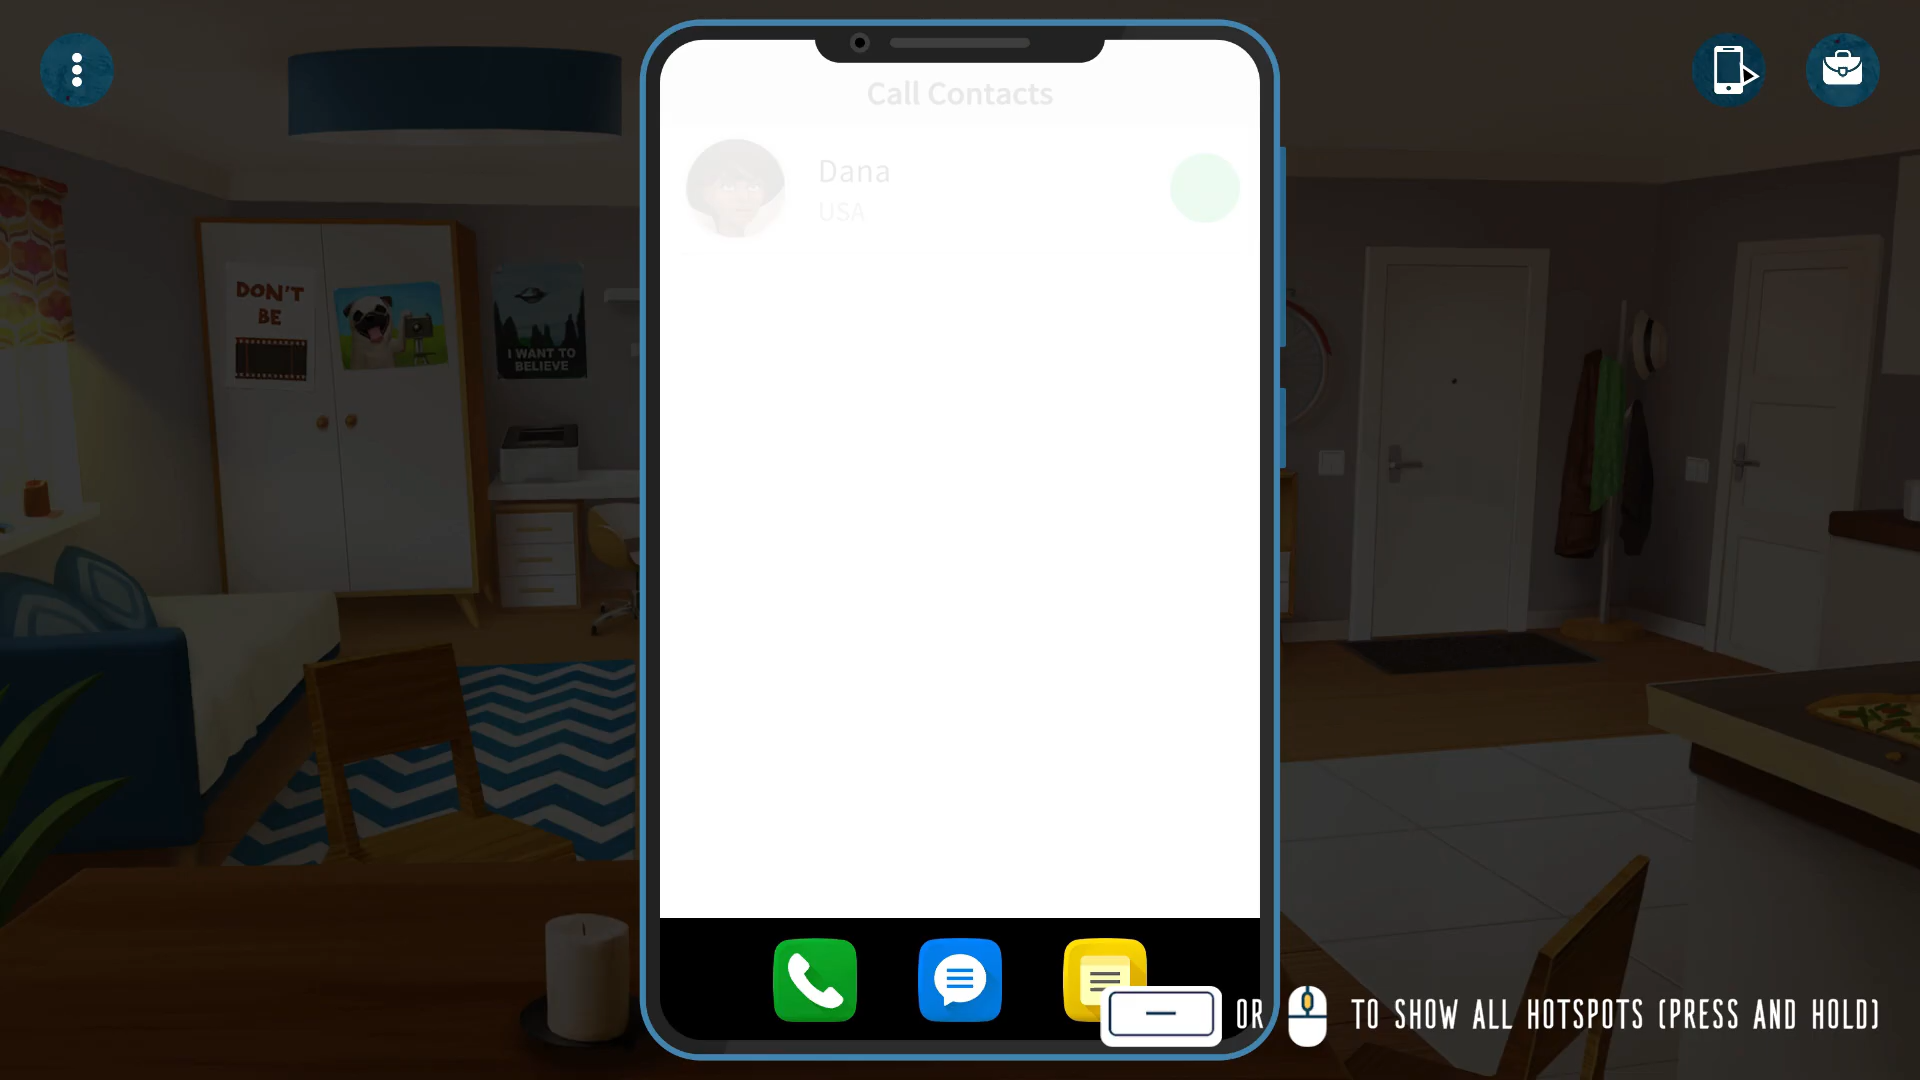 Call Contacts
Dana
USA
DON'T
BE
I WANT TO
BELIEVE
OR
TO SHOW ALL HOTSPOTS (PRESS AND HOLD)